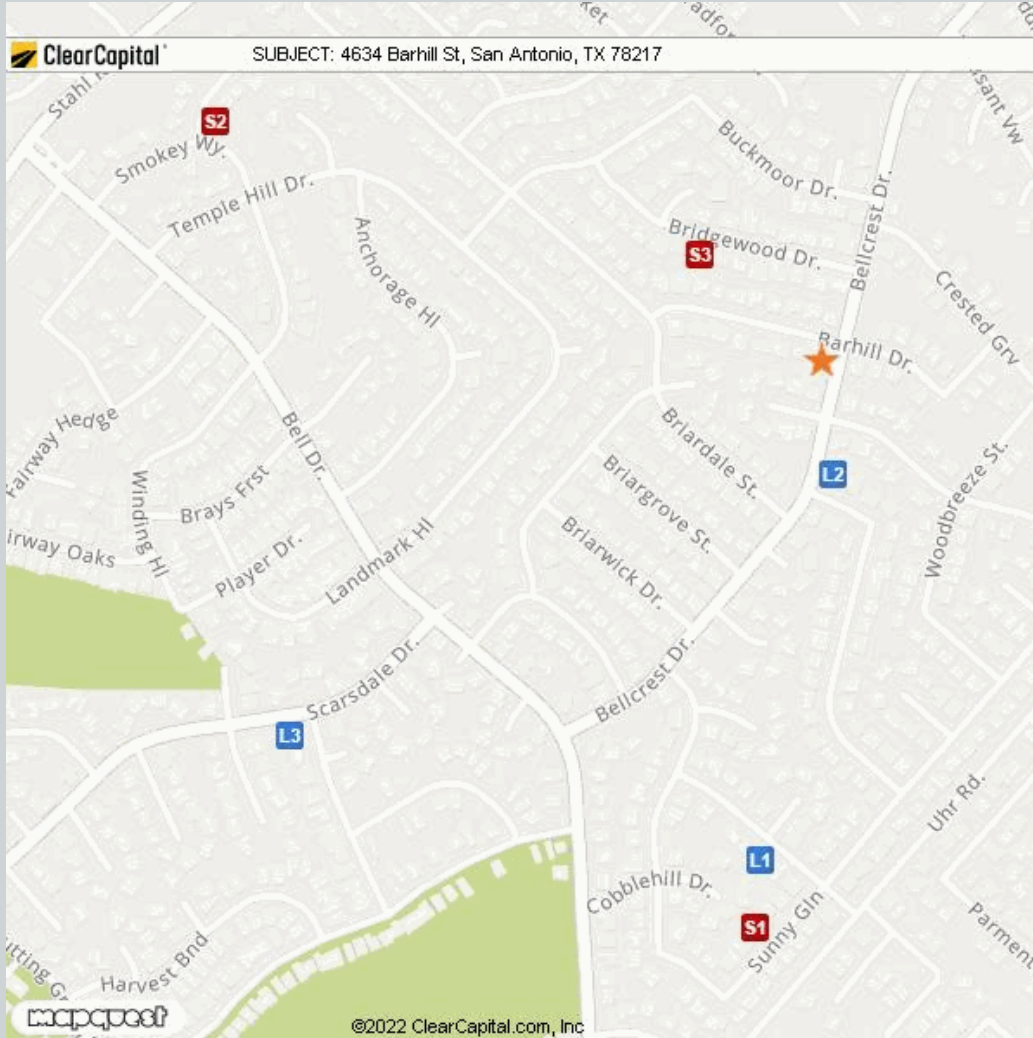 ClearCapital
SUBJECT: 4634 Barhill St, San Antonio, TX 78217
Stahl
S2
Smokey Wy.
Temple Hill Dr.
Buckmoor Dr.
Bellcrest Dr.
Bridgewood Dr.
S3
Anchorage Hl
Crested Grv
Barhill Dr.
Fairway Hedge
Bell Dr.
Briardale St.
L2
Winding Hl
Brays Frst
Briargrove St.
Woodbreeze St.
Player Dr.
Landmark Hl
Briarwick Dr.
Scarsdale Dr.
Bellcrest Dr.
L3
Uhr Rd.
L1
Cobblehill Dr.
S1
Sunny Gln
Harvest Bnd
mapquest
©2022 ClearCapital.com, Inc